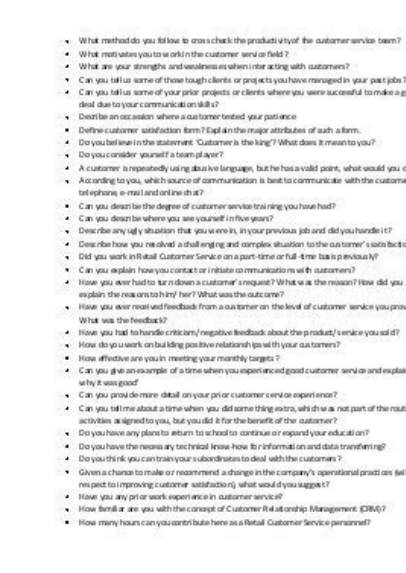 What method do you follow to cross check the productivity of the customer service team?
What motivates you to work in the customer service field?
What are your strengths and weaknesses when interacting with customers?
Can you tell us some of those tough clients or projects you have managed in your past jobs?
Can you tell us some of your prior projects or clients where you were successful to make a g
deal due to your communication skills?
Describe an occasion where a customer tested your patience
Define customer satisfaction form? Explain the major attributes of such a form.
Do you believe in the statement 'Customer is the king'? What does it mean to you?
Do you consider yourself a team player?
A customer is repeatedly using abusive language, but he has a valid point, what would you d
According to you, which source of communication is best to communicate with the custome
telephone, e-mail and online chat?
Can you describe the degree of customer service training you have had?
Can you describe where you see yourself in five years?
Describe any ugly situation that you were in, in your previous job and did you handle it?
Describe how you resolved a challenging and complex situation to the customer's satisfactio
Did you work in Retail Customer Service on a part-time or full-time basis previously?
Can you explain how you contact or initiate communications with customers?
Have you ever had to turn down a customer's request? What was the reason? How did you
explain the reasons to him/ her? What was the outcome?
Have you ever received feedback from a customer on the level of customer service you prov
What was the feedback?
Have you had to handle criticism/negative feedback about the product/service you sold?
How do you work on building positive relationships with your customers?
How effective are you in meeting your monthly targets?
Can you give an example of a time when you experienced good customer service and explain
why it was good'
Can you provide more detail on your prior customer service experience?
Can you tell me about a time when you did something extra, which was not part of the rout
activities assigned to you, but you did it for the benefit of the customer?
Do you have any plans to return to school to continue or expand your education?
Do you have the necessary technical know-how for information and data transferring?
Do you think you can train your subordinates to deal with the customers?
Given a chance to make or recommend a change in the company's operational practices (wi
respect to improving customer satisfaction), what would you suggest?
Have you any prior work experience in customer service?
How familiar are you with the concept of Customer Relationship Management (CRM)?
How many hours can you contribute here as a Retail Customer Service personnel?